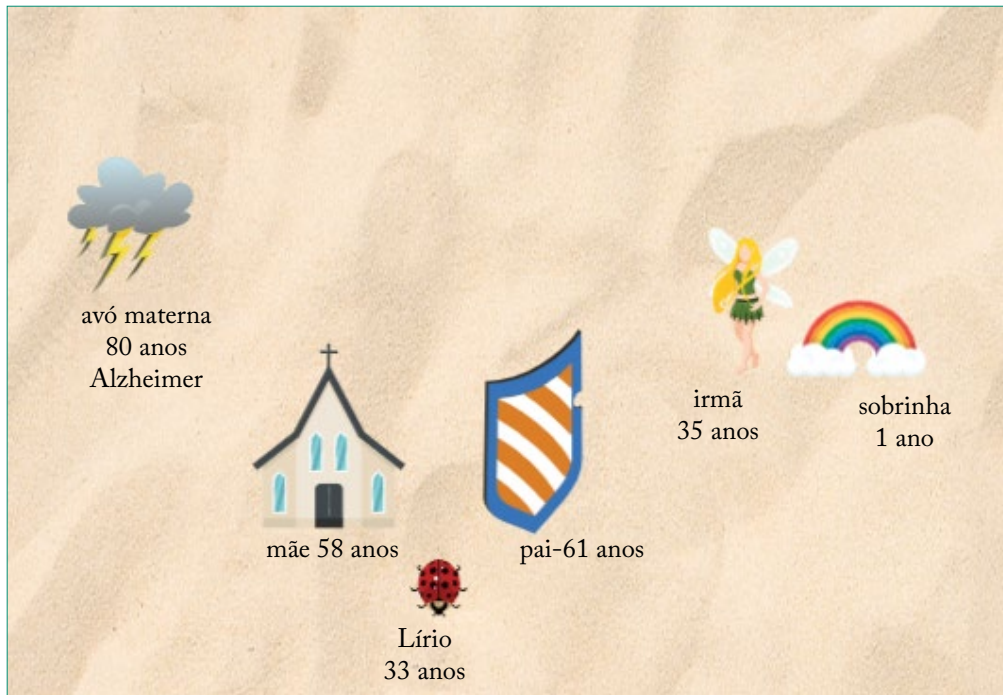 avó materna
80 anos
Alzheimer
irmã
35 anos
sobrinha
1 ano
mãe 58 anos
pai-61 anos
Lírio
33 anos